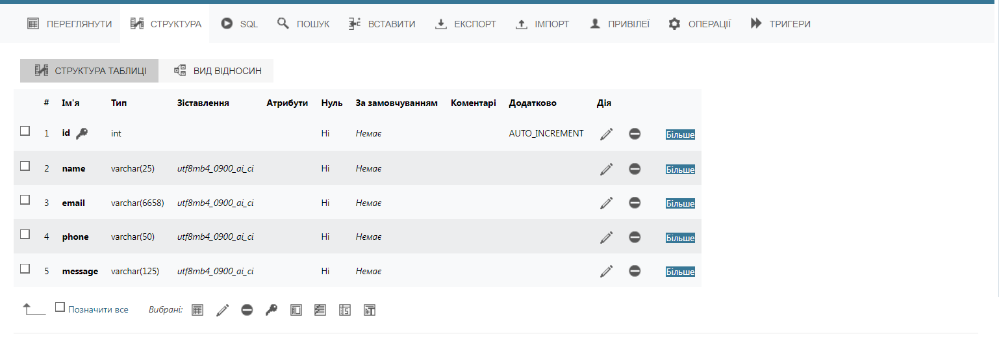 ПЕРЕГЛЯНУТИ СТРУКТУРА SQL ПОШУК ВСТАВИТИ ЕКСПОРТ ІМПОРТ ПРИВІЛЕЇ ОПЕРАЦІЇ ТРИГЕРИ
СТРУКТУРА ТАБЛИЦІ ВИД ВІДНОСИН
# Ім'я Тип Зіставлення Атрибути Нуль За замовчуванням Коментарі Додатково Дія
1 id int Ні Немає AUTO_INCREMENT Більше
2 name varchar(25) utf8mb4_0900_ai_ci Ні Немає Більше
3 email varchar(6658) utf8mb4_0900_ai_ci Ні Немає Більше
4 phone varchar(50) utf8mb4_0900_ai_ci Ні Немає Більше
5 message varchar(125) utf8mb4_0900_ai_ci Ні Немає Більше
Позначити все Вибрані: